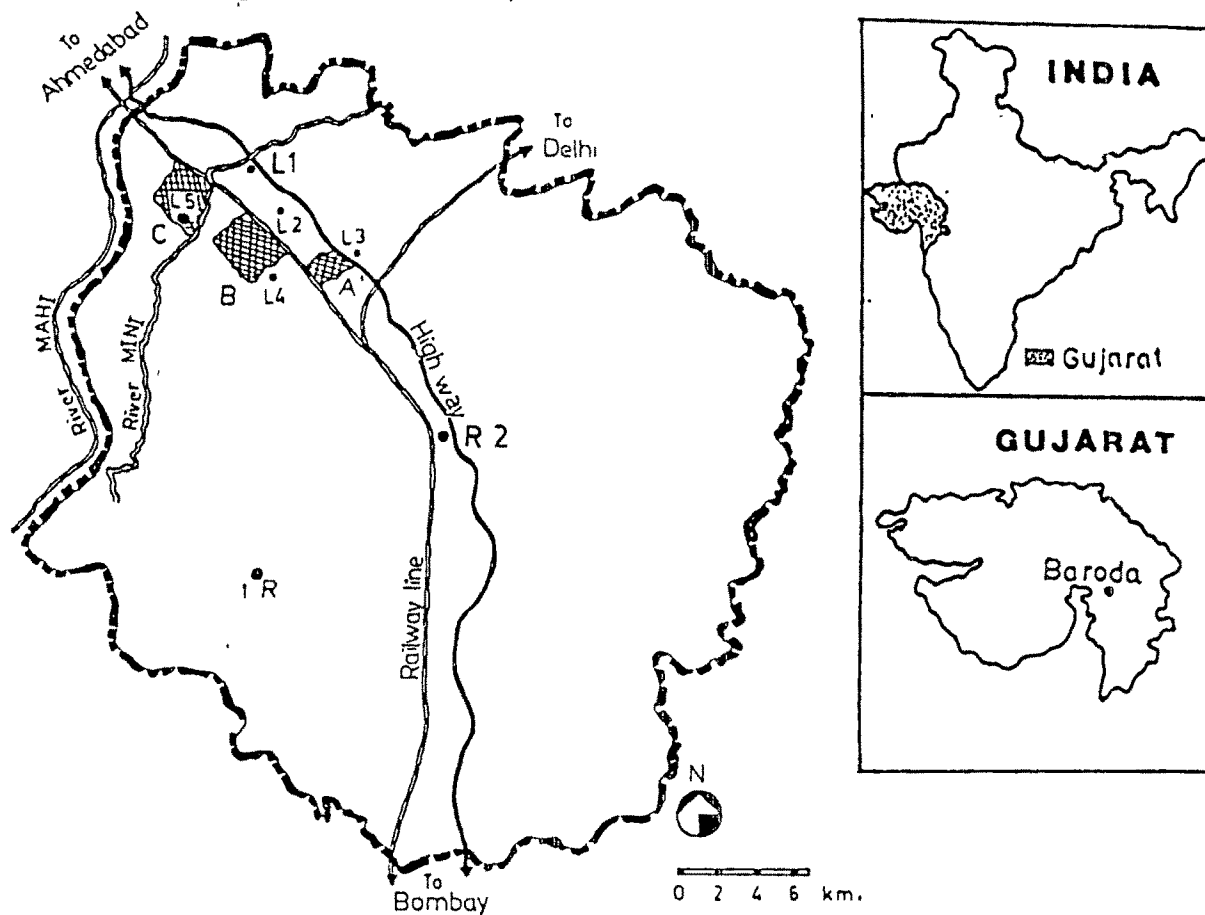 To
Ahmedabad
To
Delhi
L1
L2
L3
L4
L5
A
B
C
River MAHI
River MINI
High way
R 2
1 R
Railway line
To
Bombay
N
0 2 4 6 km.
INDIA
Gujarat
GUJARAT
Baroda